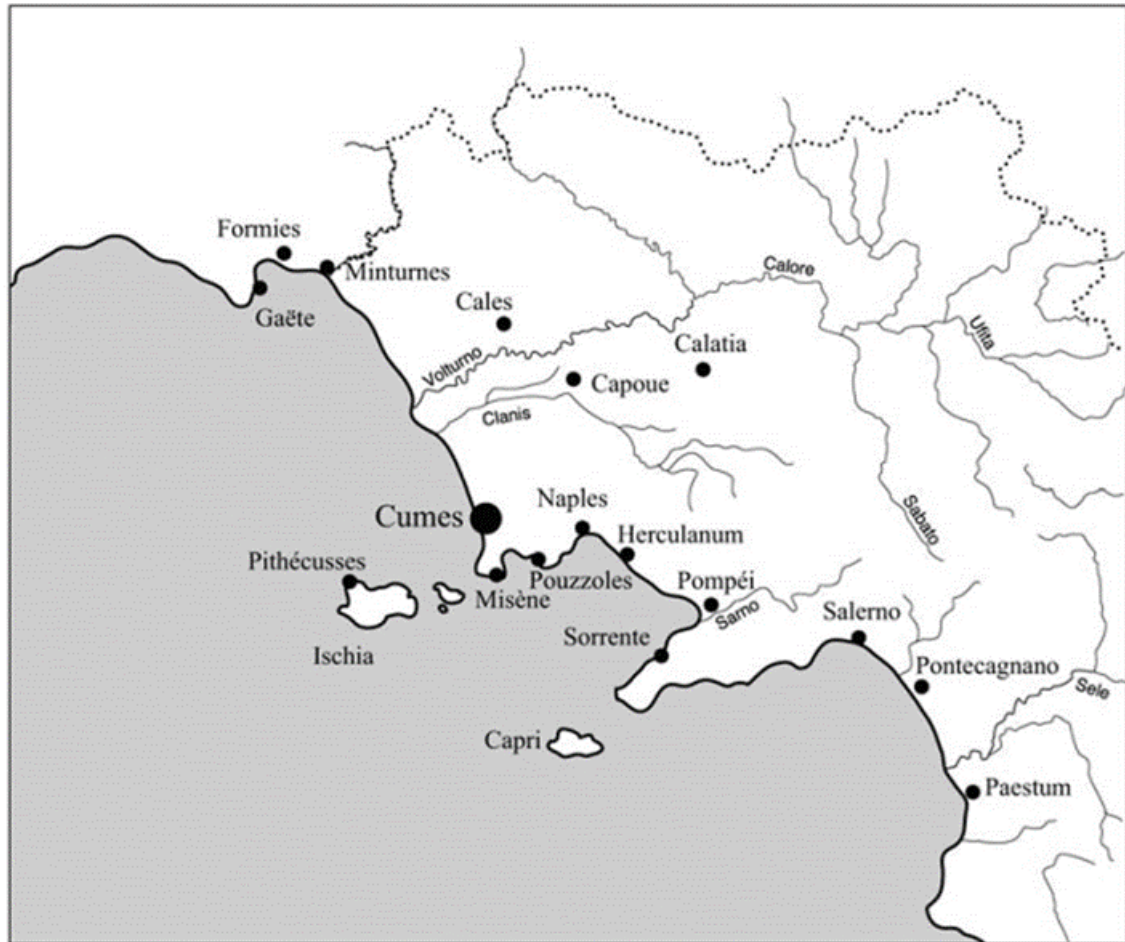 Formies
Minturnes
Gaëte
Calore
Cales
Ufita
Calatia
Volturno
Capoue
Clanis
Naples
Cumes
Sabato
Herculanum
Pithécusses
Pouzzoles
Misène
Pompéi
Sarno
Salerno
Sorrente
Ischia
Pontecagnano
Sele
Capri
Paestum